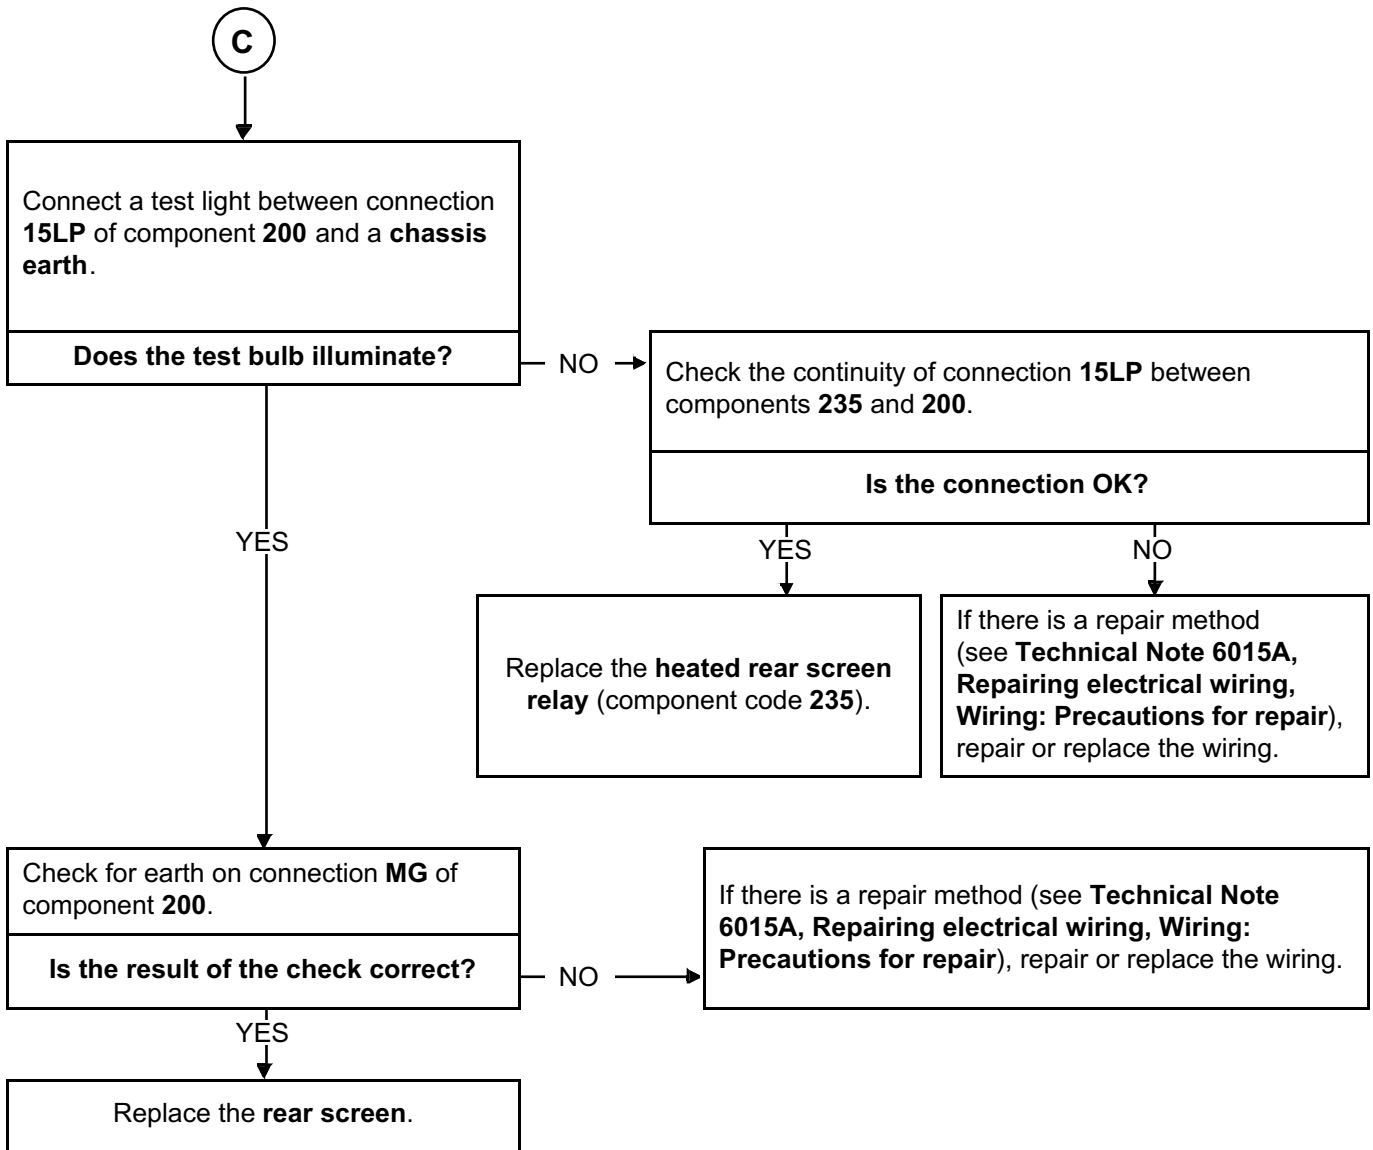 C
Connect a test light between connection
15LP of component 200 and a chassis
earth.
Does the test bulb illuminate?
NO
Check the continuity of connection 15LP between
components 235 and 200.
Is the connection OK?
YES
YES
NO
Replace the heated rear screen
relay (component code 235).
If there is a repair method
(see Technical Note 6015A,
Repairing electrical wiring,
Wiring: Precautions for repair),
repair or replace the wiring.
Check for earth on connection MG of
component 200.
Is the result of the check correct?
NO
If there is a repair method (see Technical Note
6015A, Repairing electrical wiring, Wiring:
Precautions for repair), repair or replace the wiring.
YES
Replace the rear screen.